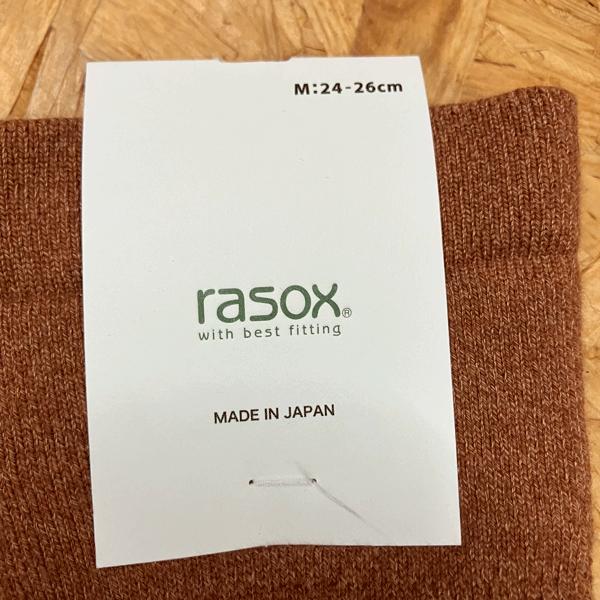 M:24-26cm
rasox®
with best fitting
MADE IN JAPAN